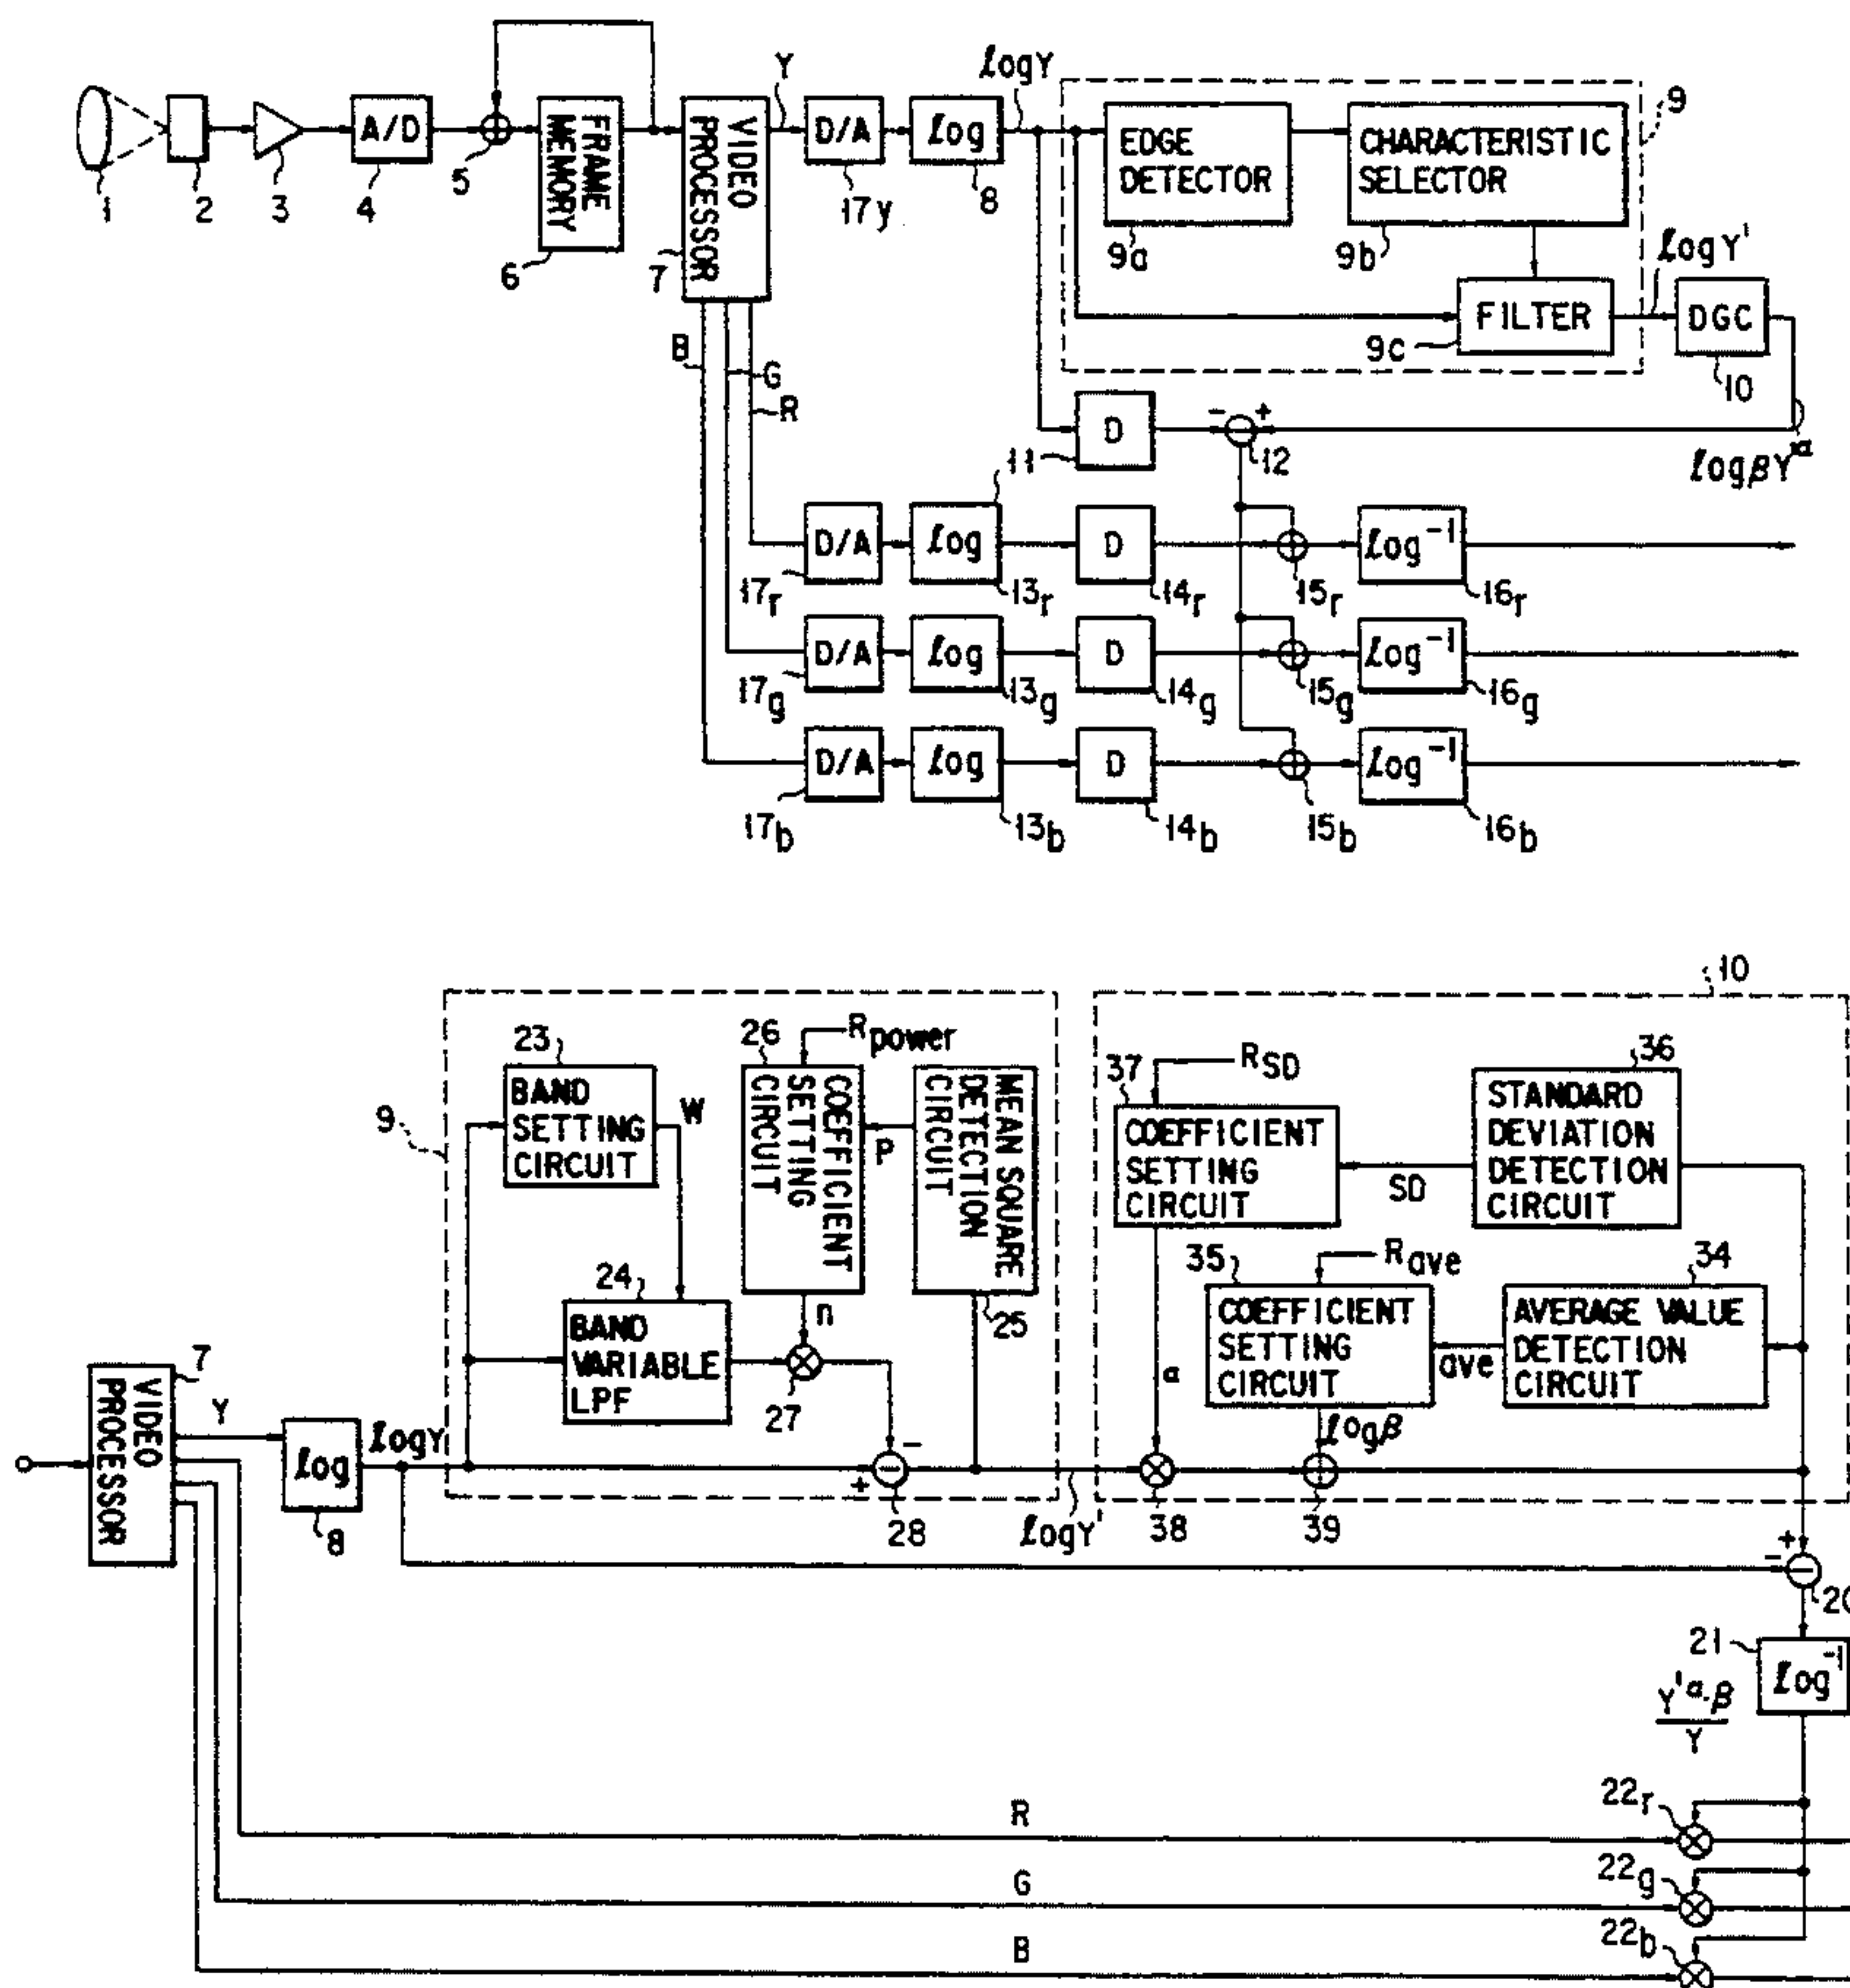 Y
logY
9
A/D
FRAME
MEMORY
VIDEO
PROCESSOR
D/A
log
EDGE
DETECTOR
CHARACTERISTIC
SELECTOR
1
2
3
4
5
6
7
17y
8
9a
9b
logY'
FILTER
DGC
9c
10
B
G
R
D
-
+
11
12
logβY'α
D/A
log
D
log-1
17r
13r
14r
15r
16r
D/A
log
D
log-1
17g
13g
14g
15g
16g
D/A
log
D
log-1
17b
13b
14b
15b
16b
10
9
23
BAND
SETTING
CIRCUIT
W
26
Rpower
COEFFICIENT
SETTING
CIRCUIT
P
MEAN SQUARE
DETECTION
CIRCUIT
25
37
RSD
COEFFICIENT
SETTING
CIRCUIT
SD
36
STANDARD
DEVIATION
DETECTION
CIRCUIT
24
BAND
VARIABLE
LPF
n
27
35
Rave
COEFFICIENT
SETTING
CIRCUIT
ave
34
AVERAGE VALUE
DETECTION
CIRCUIT
α
logβ
7
VIDEO
PROCESSOR
Y
log
8
logY
-
+
28
logY'
38
39
+
-
21
log-1
Y'α·β
Y
R
22r
G
22g
B
22b